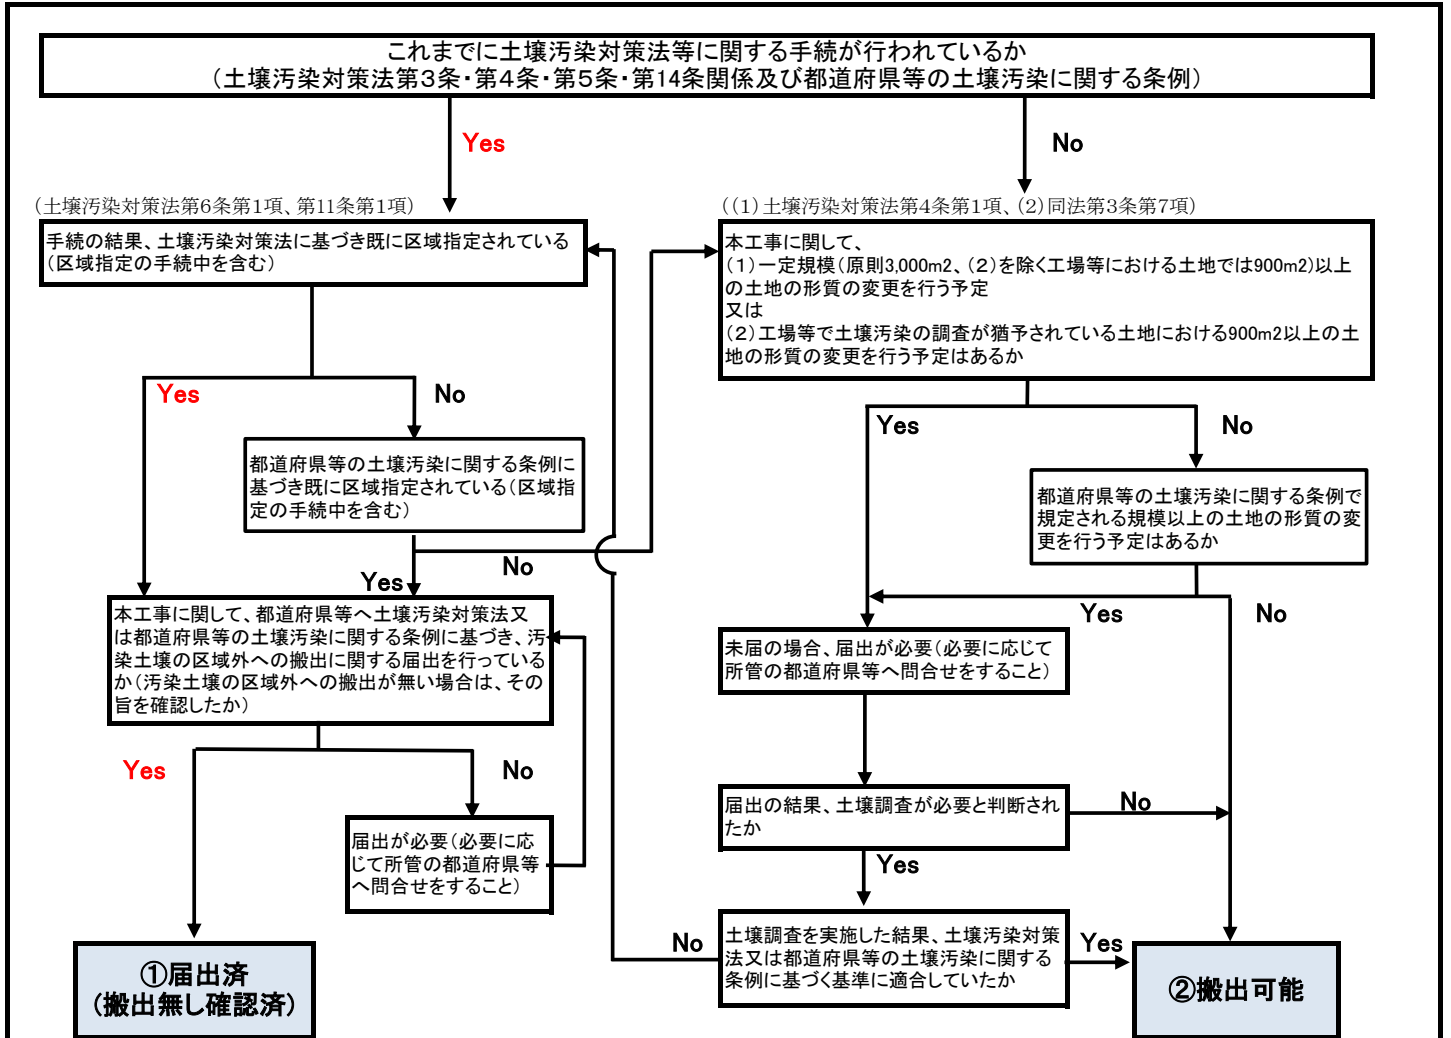 これまでに土壌汚染対策法等に関する手続が行われているか
（土壌汚染対策法第３条・第４条・第５条・第14条関係及び都道府県等の土壌汚染に関する条例）
Yes
No
（土壌汚染対策法第6条第1項、第11条第1項）
（（1）土壌汚染対策法第4条第1項、（2）同法第3条第7項）
手続の結果、土壌汚染対策法に基づき既に区域指定されている
（区域指定の手続中を含む）
本工事に関して、
（１）一定規模（原則3,000m2、（２）を除く工場等における土地では900m2）以上
の土地の形質の変更を行う予定
又は
（２）工場等で土壌汚染の調査が猶予されている土地における900m2以上の土
地の形質の変更を行う予定はあるか
Yes
No
Yes
No
都道府県等の土壌汚染に関する条例に
基づき既に区域指定されている（区域指
定の手続中を含む）
都道府県等の土壌汚染に関する条例で
規定される規模以上の土地の形質の変
更を行う予定はあるか
No
Yes
Yes
No
本工事に関して、都道府県等へ土壌汚染対策法又
は都道府県等の土壌汚染に関する条例に基づき、汚
染土壌の区域外への搬出に関する届出を行っている
か（汚染土壌の区域外への搬出が無い場合は、その
旨を確認したか）
未届の場合、届出が必要（必要に応じて
所管の都道府県等へ問合せをすること）
Yes
No
届出の結果、土壌調査が必要と判断され
たか
No
Yes
届出が必要（必要に応
じて所管の都道府県等
へ問合せをすること）
土壌調査を実施した結果、土壌汚染対策
法又は都道府県等の土壌汚染に関する
条例に基づく基準に適合していたか
No
Yes
①届出済
（搬出無し確認済）
②搬出可能